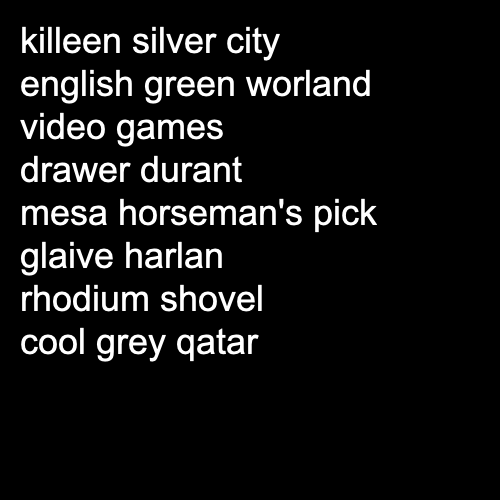 killeen silver city
english green worland
video games
drawer durant
mesa horseman's pick
glaive harlan
rhodium shovel
cool grey qatar